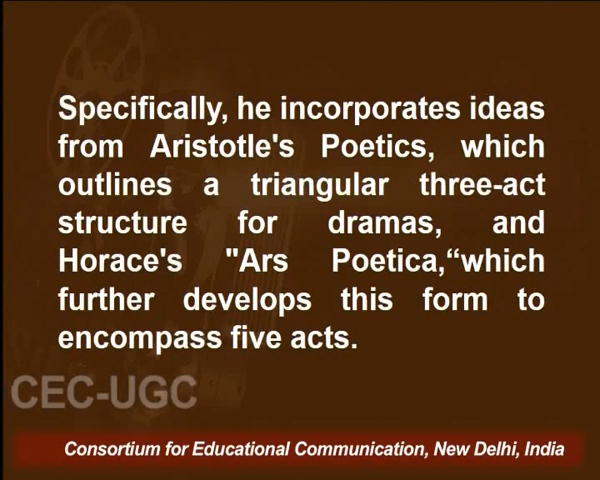 Specifically, he incorporates ideas
from Aristotle's Poetics, which
outlines a triangular three-act
structure for dramas, and
Horace's "Ars Poetica,“which
further develops this form to
encompass five acts.
CEC-UGC
Consortium for Educational Communication, New Delhi, India